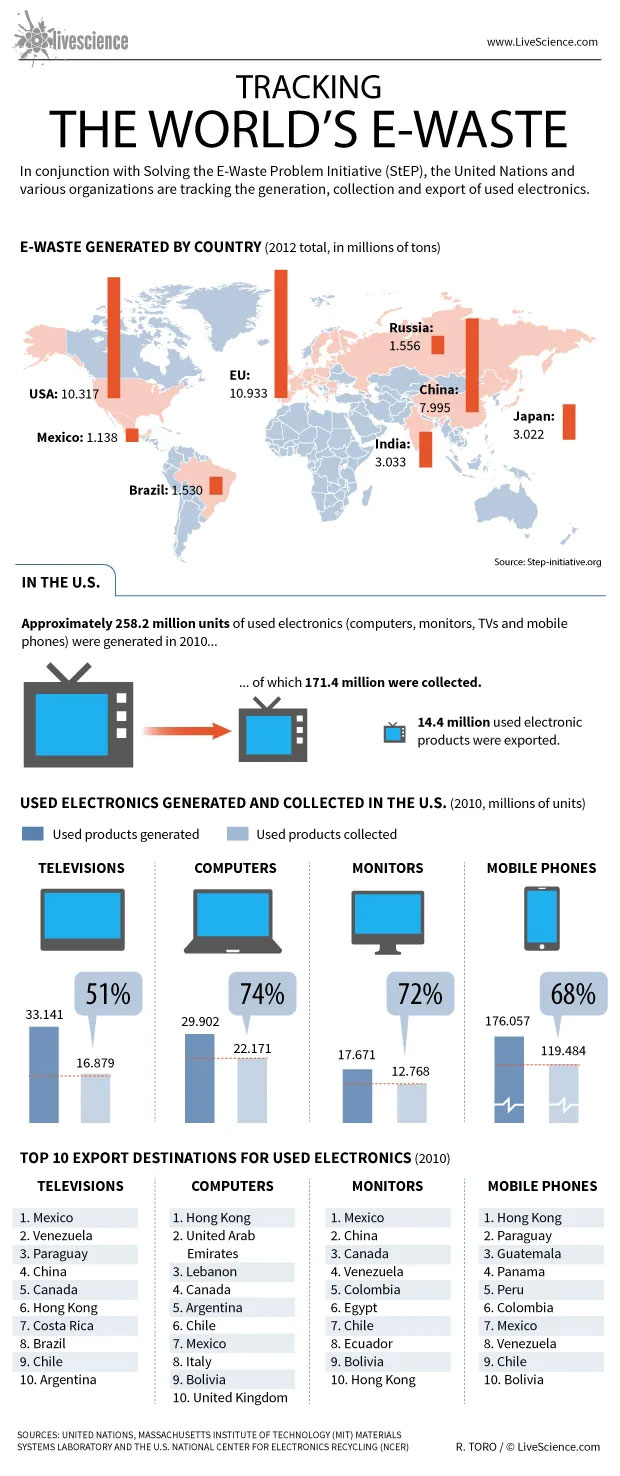 livescience
www.LiveScience.com
TRACKING
THE WORLD'S E-WASTE
In conjunction with Solving the E-Waste Problem Initiative (StEP), the United Nations and
various organizations are tracking the generation, collection and export of used electronics.
E-WASTE GENERATED BY COUNTRY (2012 total, in millions of tons)
Russia:
1.556
EU:
10.933
USA: 10.317
China:
7.995
Japan:
3.022
Mexico: 1.138
India:
3.033
Brazil: 1.530
Source: Step-initiative.org
IN THE U.S.
Approximately 258.2 million units of used electronics (computers, monitors, TVs and mobile
phones) were generated in 2010...
... of which 171.4 million were collected.
14.4 million used electronic
products were exported.
USED ELECTRONICS GENERATED AND COLLECTED IN THE U.S. (2010, millions of units)
Used products generated
Used products collected
TELEVISIONS
51%
33.141
16.879
COMPUTERS
74%
29.902
22.171
MONITORS
72%
17.671
12.768
MOBILE PHONES
68%
176.057
119.484
TOP 10 EXPORT DESTINATIONS FOR USED ELECTRONICS (2010)
TELEVISIONS
1. Mexico
2. Venezuela
3. Paraguay
4. China
5. Canada
6. Hong Kong
7. Costa Rica
8. Brazil
9. Chile
10. Argentina
COMPUTERS
1. Hong Kong
2. United Arab
Emirates
3. Lebanon
4. Canada
5. Argentina
6. Chile
7. Mexico
8. Italy
9. Bolivia
10. United Kingdom
MONITORS
1. Mexico
2. China
3. Canada
4. Venezuela
5. Colombia
6. Egypt
7. Chile
8. Ecuador
9. Bolivia
10. Hong Kong
MOBILE PHONES
1. Hong Kong
2. Paraguay
3. Guatemala
4. Panama
5. Peru
6. Colombia
7. Mexico
8. Venezuela
9. Chile
10. Bolivia
SOURCES: UNITED NATIONS, MASSACHUSETTS INSTITUTE OF TECHNOLOGY (MIT) MATERIALS
SYSTEMS LABORATORY AND THE U.S. NATIONAL CENTER FOR ELECTRONICS RECYCLING (NCER)
R. TORO / © LiveScience.com